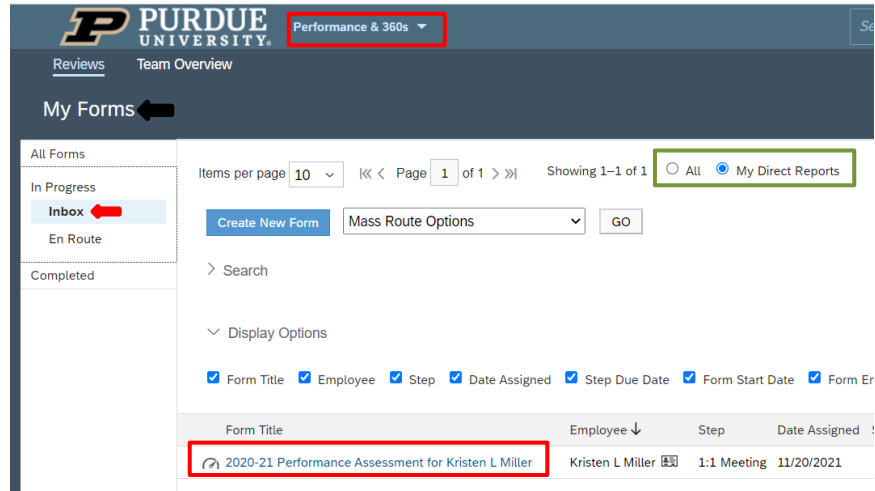 PURDUE UNIVERSITY®
Performance & 360s
Reviews Team Overview
My Forms
All Forms
In Progress
Inbox
En Route
Completed
Items per page 10 Page 1 of 1 Showing 1–1 of 1 All My Direct Reports
Create New Form Mass Route Options GO
Search
Display Options
Form Title Employee Step Date Assigned Step Due Date Form Start Date Form
Form Title Employee Step Date Assigned
2020-21 Performance Assessment for Kristen L Miller Kristen L Miller 1:1 Meeting 11/20/2021